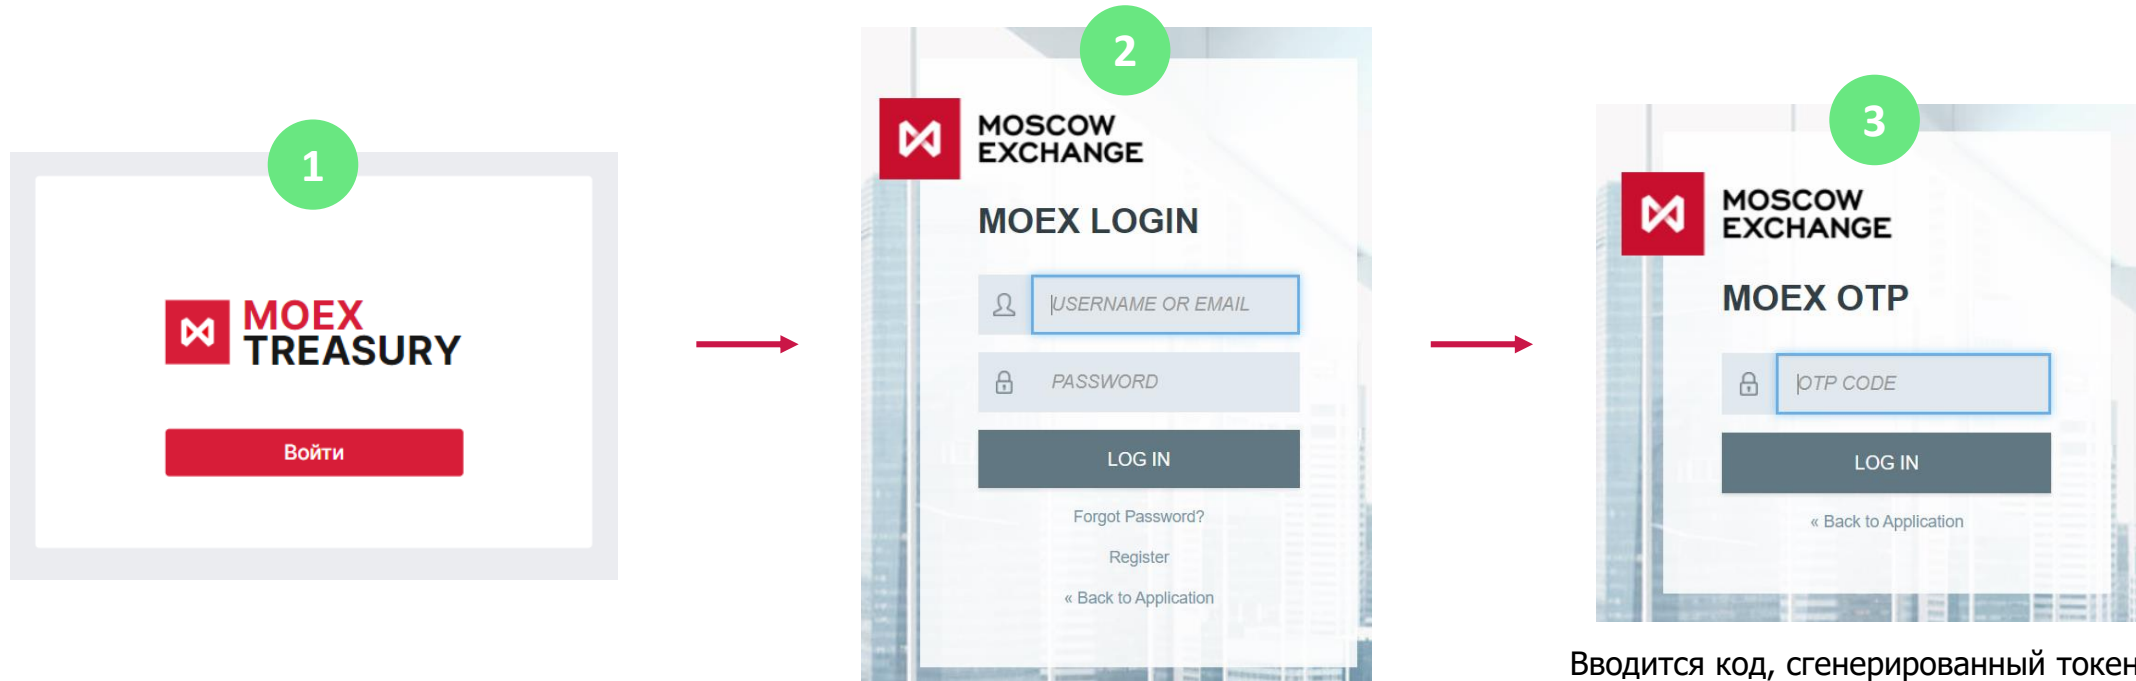 1
MOEX
TREASURY
Войти
2
MOSCOW
EXCHANGE
MOEX LOGIN
USERNAME OR EMAIL
PASSWORD
LOG IN
Forgot Password?
Register
« Back to Application
3
MOSCOW
EXCHANGE
MOEX OTP
OTP CODE
LOG IN
« Back to Application
Вводится код, сгенерированный токен